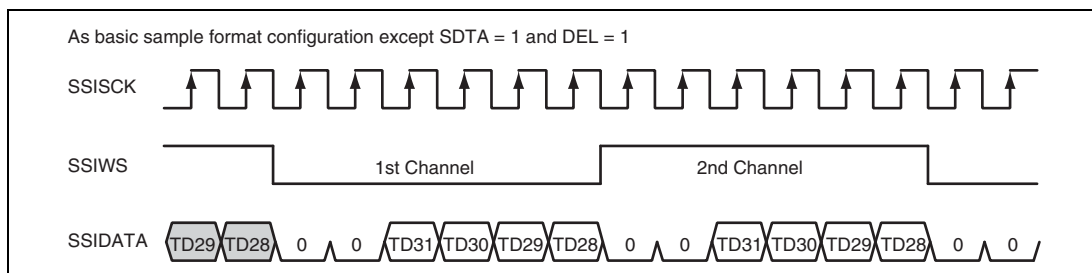 As basic sample format configuration except SDTA = 1 and DEL = 1
SSISCK
SSIWS 1st Channel 2nd Channel
SSIDATA TD29 TD28 0 0 TD31 TD30 TD29 TD28 0 0 TD31 TD30 TD29 TD28 0 0